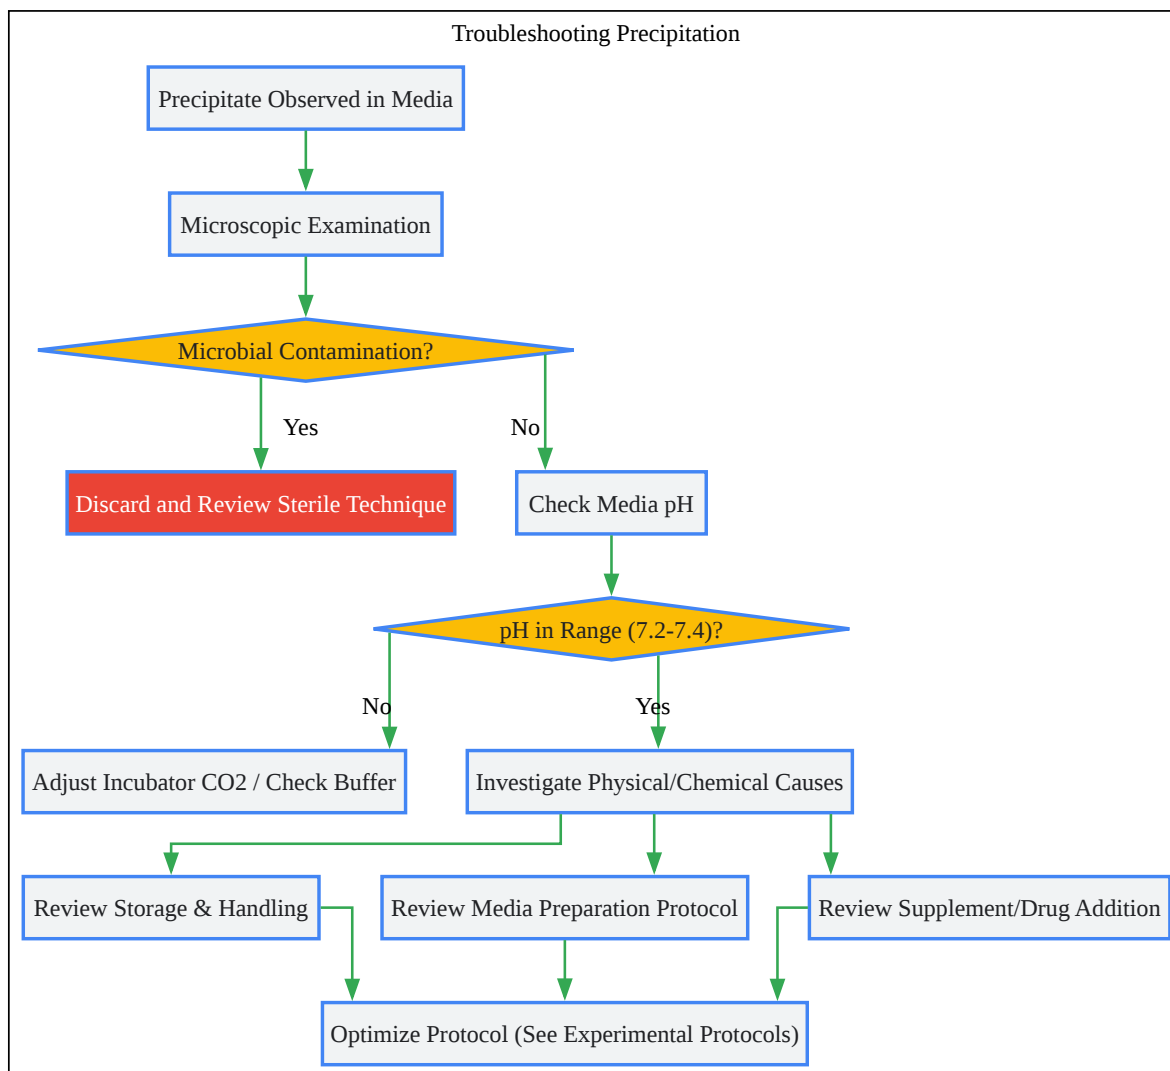 Troubleshooting Precipitation
Precipitate Observed in Media
Microscopic Examination
Microbial Contamination?
Yes
No
Discard and Review Sterile Technique
Check Media pH
pH in Range (7.2-7.4)?
No
Yes
Adjust Incubator CO2 / Check Buffer
Investigate Physical/Chemical Causes
Review Storage & Handling
Review Media Preparation Protocol
Review Supplement/Drug Addition
Optimize Protocol (See Experimental Protocols)